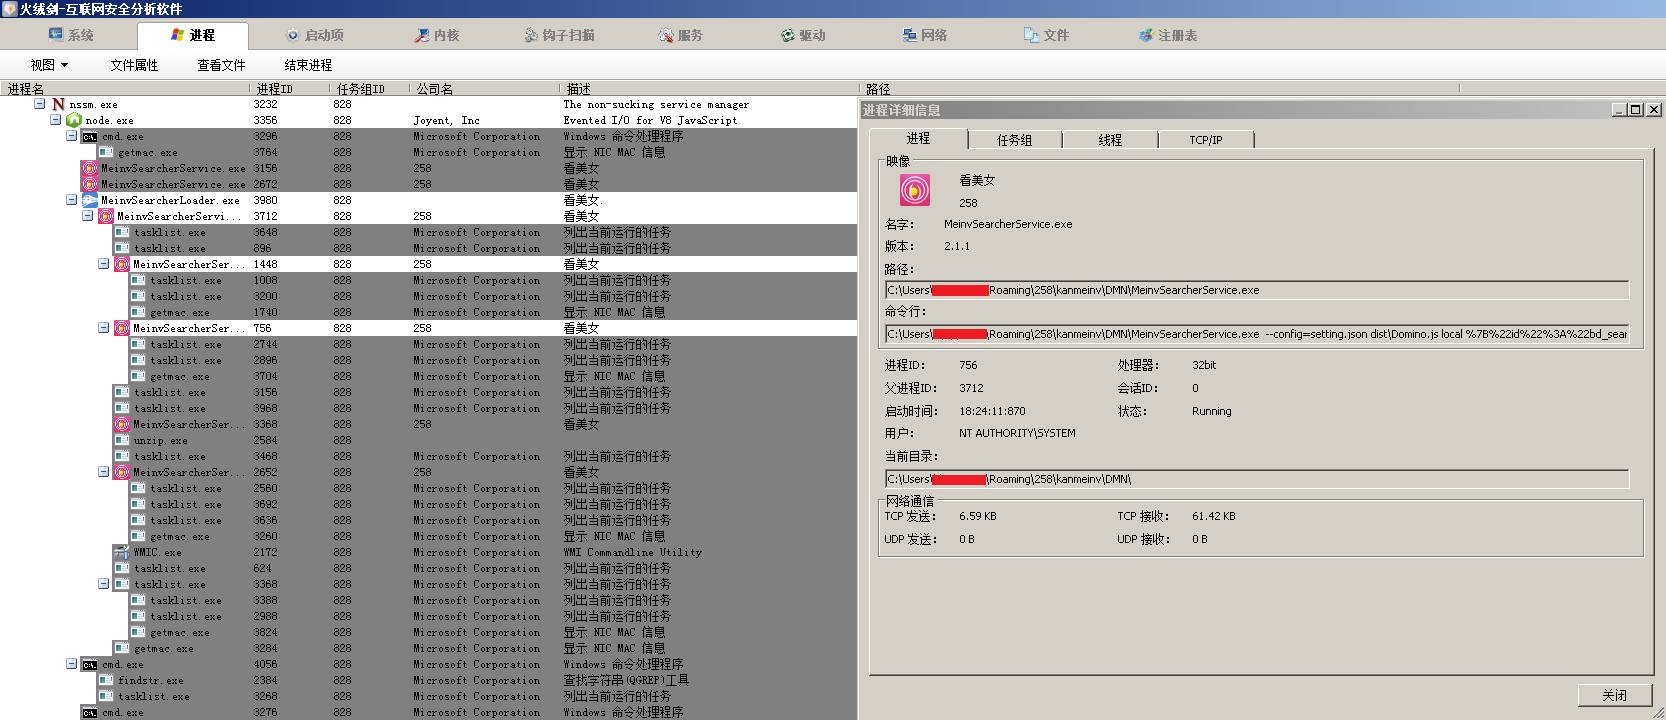 火绒剑-互联网安全分析软件
系统 进程 启动项 内核 钩子扫描 服务 驱动 网络 文件 注册表
视图 文件属性 查看文件 结束进程
进程名 进程ID 任务组ID 公司名 描述 路径
nssm.exe 3232 828 The non-sucking service manager
node.exe 3356 828 Joyent, Inc Evented I/O for V8 JavaScript
cmd.exe 3296 828 Microsoft Corporation Windows 命令处理程序
getmac.exe 3764 828 Microsoft Corporation 显示 NIC MAC 信息
MeinvSearcherService.exe 3156 828 258 看美女
MeinvSearcherService.exe 2672 828 258 看美女
MeinvSearcherLoader.exe 3980 828 看美女.
MeinvSearcherServi... 3712 828 258 看美女
tasklist.exe 3648 828 Microsoft Corporation 列出当前运行的任务
tasklist.exe 896 828 Microsoft Corporation 列出当前运行的任务
MeinvSearcherSer... 1448 828 258 看美女
tasklist.exe 1008 828 Microsoft Corporation 列出当前运行的任务
tasklist.exe 3200 828 Microsoft Corporation 列出当前运行的任务
getmac.exe 1740 828 Microsoft Corporation 显示 NIC MAC 信息
MeinvSearcherSer... 756 828 258 看美女
tasklist.exe 2744 828 Microsoft Corporation 列出当前运行的任务
tasklist.exe 2896 828 Microsoft Corporation 列出当前运行的任务
getmac.exe 3704 828 Microsoft Corporation 显示 NIC MAC 信息
tasklist.exe 3156 828 Microsoft Corporation 列出当前运行的任务
tasklist.exe 3968 828 Microsoft Corporation 列出当前运行的任务
MeinvSearcherSer... 3368 828 258 看美女
unzip.exe 2584 828
tasklist.exe 3468 828 Microsoft Corporation 列出当前运行的任务
MeinvSearcherSer... 2652 828 258 看美女
tasklist.exe 2560 828 Microsoft Corporation 列出当前运行的任务
tasklist.exe 3692 828 Microsoft Corporation 列出当前运行的任务
tasklist.exe 3636 828 Microsoft Corporation 列出当前运行的任务
getmac.exe 3260 828 Microsoft Corporation 显示 NIC MAC 信息
WMIC.exe 2172 828 Microsoft Corporation WMI Commandline Utility
tasklist.exe 624 828 Microsoft Corporation 列出当前运行的任务
tasklist.exe 3368 828 Microsoft Corporation 列出当前运行的任务
tasklist.exe 3388 828 Microsoft Corporation 列出当前运行的任务
tasklist.exe 2988 828 Microsoft Corporation 列出当前运行的任务
getmac.exe 3824 828 Microsoft Corporation 显示 NIC MAC 信息
getmac.exe 3284 828 Microsoft Corporation 显示 NIC MAC 信息
cmd.exe 4056 828 Microsoft Corporation Windows 命令处理程序
findstr.exe 2384 828 Microsoft Corporation 查找字符串(QGREP)工具
tasklist.exe 3268 828 Microsoft Corporation 列出当前运行的任务
cmd.exe 3276 828 Microsoft Corporation Windows 命令处理程序
进程详细信息
进程 任务组 线程 TCP/IP
映像
看美女
258
名字: MeinvSearcherService.exe
版本: 2.1.1
路径:
C:\Users\ Roaming\258\kanmeinv\DMN\MeinvSearcherService.exe
命令行:
C:\Users\ \Roaming\258\kanmeinv\DMN\MeinvSearcherService.exe --config=setting.json dist\Domino.js local %7B%22id%22%3A%22bd_sear
进程ID: 756 处理器: 32bit
父进程ID: 3712 会话ID: 0
启动时间: 18:24:11:870 状态: Running
用户: NT AUTHORITY\SYSTEM
当前目录:
C:\Users\ \Roaming\258\kanmeinv\DMN\
网络通信
TCP 发送: 6.59 KB TCP 接收: 61.42 KB
UDP 发送: 0 B UDP 接收: 0 B
关闭